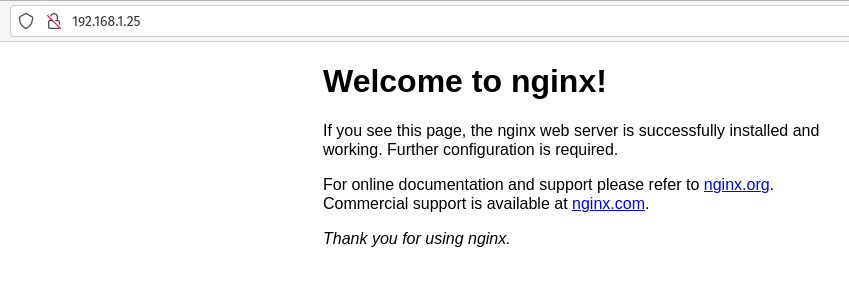 192.168.1.25
Welcome to nginx!
If you see this page, the nginx web server is successfully installed and
working. Further configuration is required.
For online documentation and support please refer to nginx.org.
Commercial support is available at nginx.com.
Thank you for using nginx.